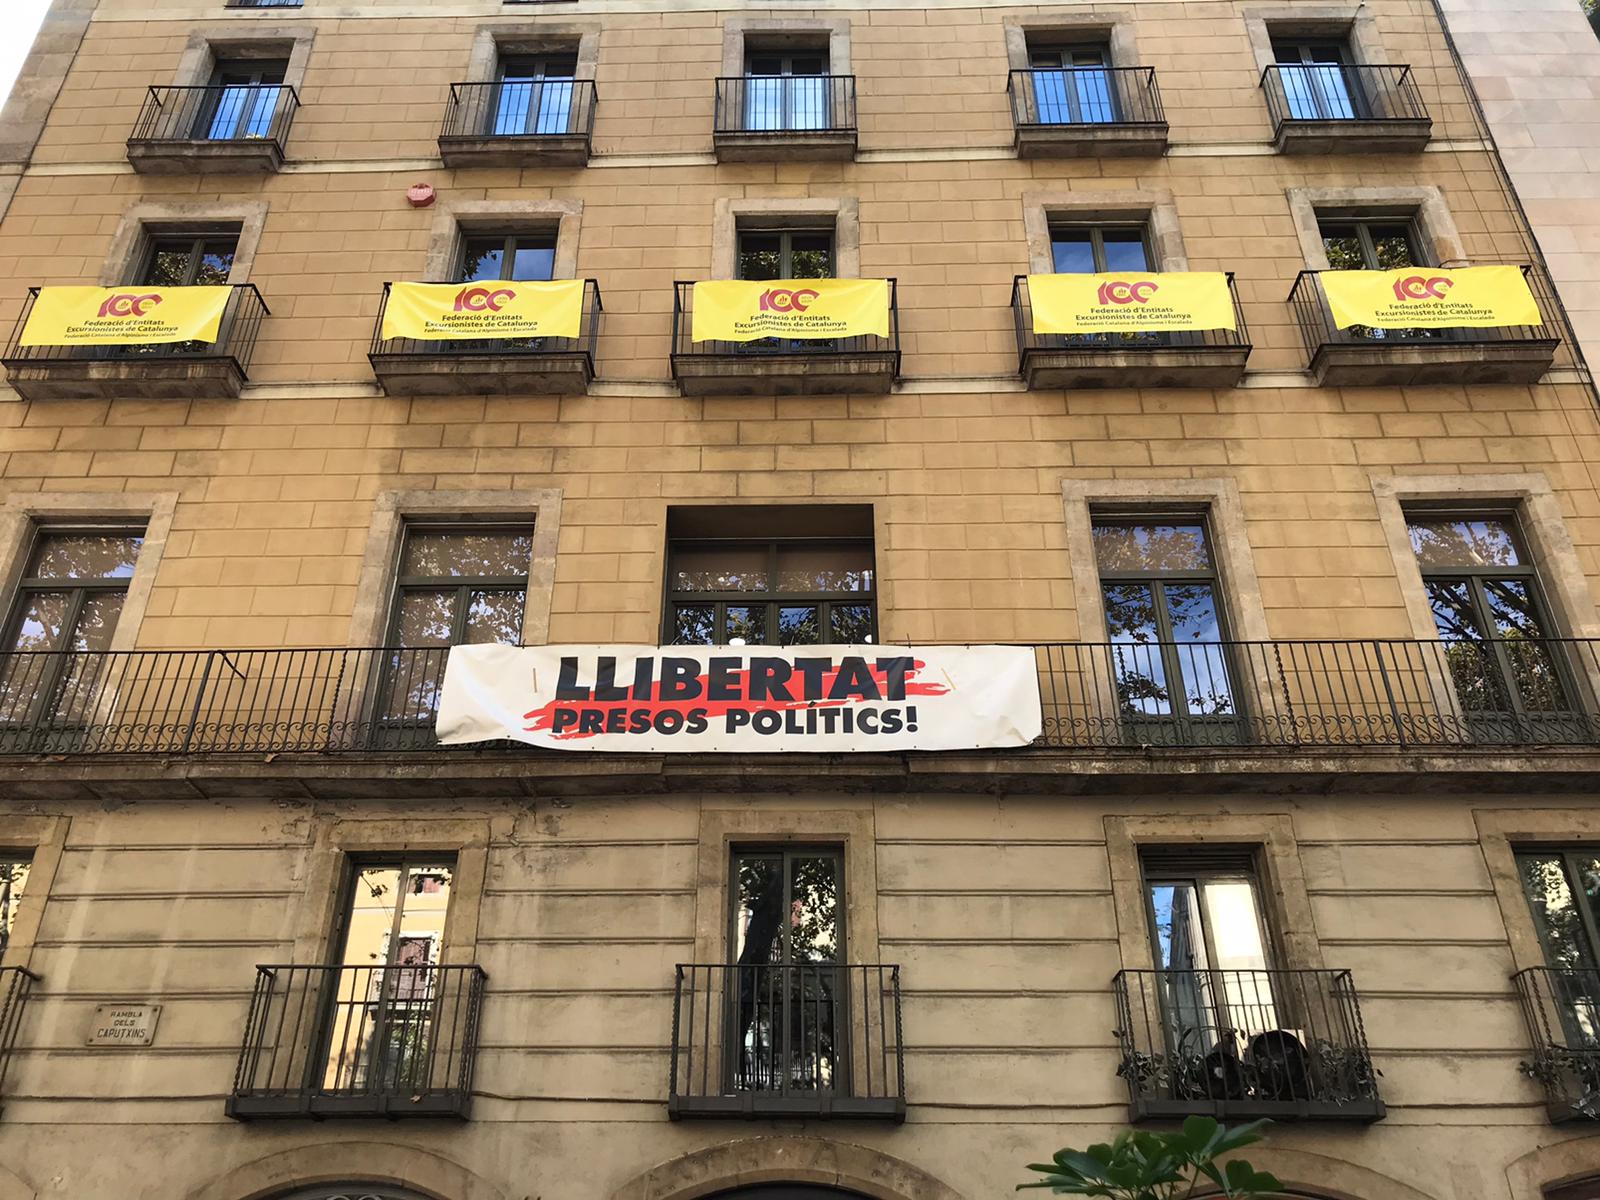 100
Federació d'Entitats
Excursionistes de Catalunya
Federació Catalana d'Alpinisme i Escalada
100
Federació d'Entitats
Excursionistes de Catalunya
Federació Catalana d'Alpinisme i Escalada
100
Federació d'Entitats
Excursionistes de Catalunya
Federació Catalana d'Alpinisme i Escalada
100
Federació d'Entitats
Excursionistes de Catalunya
Federació Catalana d'Alpinisme i Escalada
100
Federació d'Entitats
Excursionistes de Catalunya
Federació Catalana d'Alpinisme i Escalada
LLIBERTAT
PRESOS POLÍTICS!
RAMBLA
DELS
CAPUTXINS